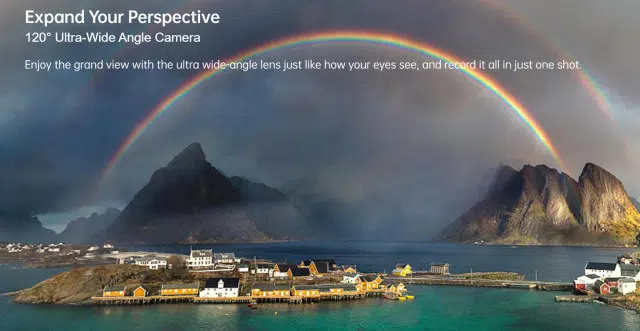 Expand Your Perspective
120° Ultra-Wide Angle Camera
Enjoy the grand view with the ultra wide-angle lens just like how your eyes see, and record it all in just one shot.